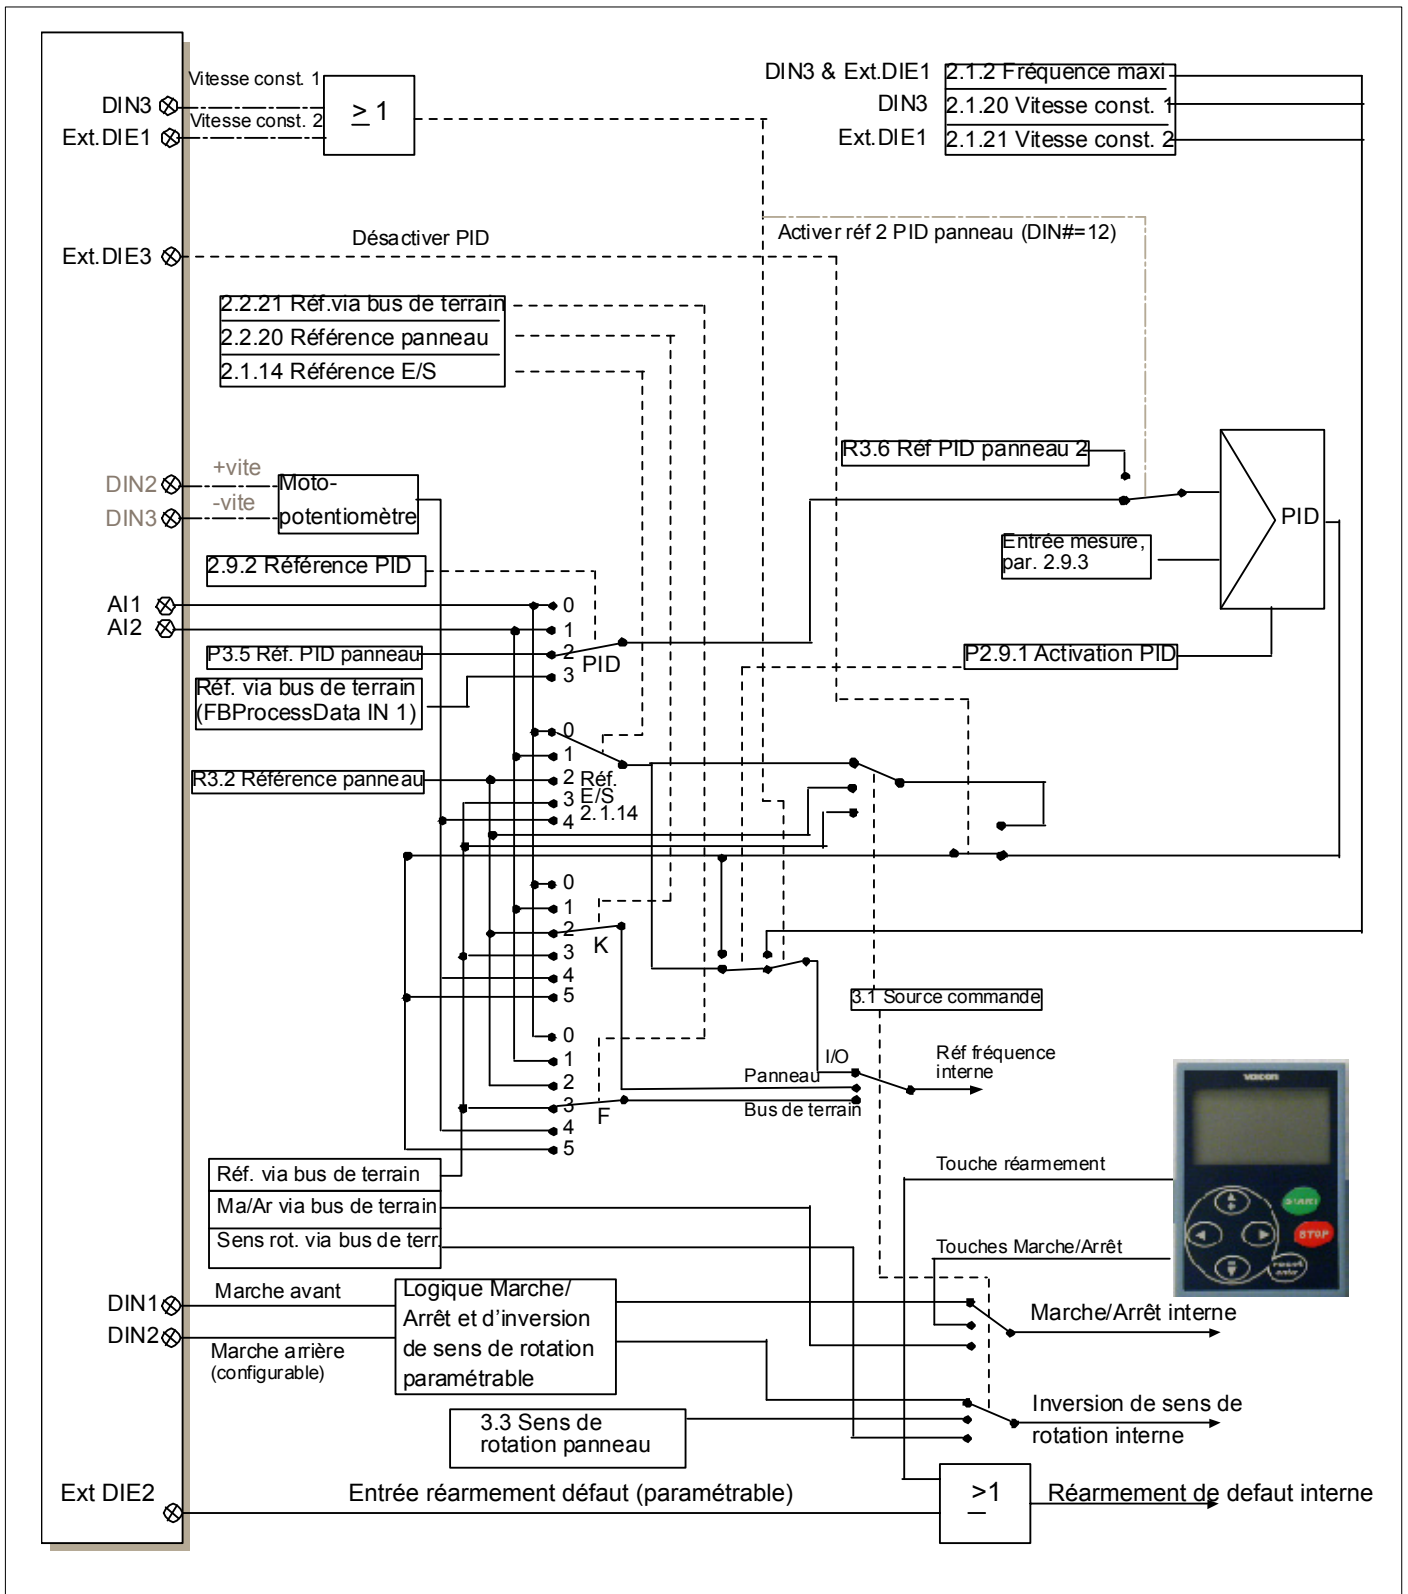 Vitesse const. 1
DIN3
Vitesse const. 2
Ext.DIE1
≥ 1
DIN3 & Ext.DIE1
2.1.2 Fréquence maxi
DIN3
2.1.20 Vitesse const. 1
Ext.DIE1
2.1.21 Vitesse const. 2
Désactiver PID
Ext.DIE3
Activer réf 2 PID panneau (DIN#=12)
2.2.21 Réf.via bus de terrain
2.2.20 Référence panneau
2.1.14 Référence E/S
R3.6 Réf PID panneau 2
DIN2
+vite
DIN3
-vite
Moto-
potentiomètre
PID
Entrée mesure,
par. 2.9.3
2.9.2 Référence PID
AI1
AI2
0
1
2
3
PID
P3.5 Réf. PID panneau
P2.9.1 Activation PID
Réf. via bus de terrain
(FBProcessData IN 1)
R3.2 Référence panneau
0
1
2
3
4
Réf.
E/S
2.1.14
0
1
2
3
4
5
K
3.1 Source commande
0
1
2
3
4
5
F
I/O
Panneau
Bus de terrain
Réf fréquence
interne
vacon
START
STOP
reset
enter
Réf. via bus de terrain
Ma/Ar via bus de terrain
Sens rot. via bus de terr.
Touche réarmement
Touches Marche/Arrêt
DIN1
Marche avant
DIN2
Marche arrière
(configurable)
Logique Marche/
Arrêt et d’inversion
de sens de rotation
paramétrable
Marche/Arrêt interne
3.3 Sens de
rotation panneau
Inversion de sens de
rotation interne
Ext DIE2
Entrée réarmement défaut (paramétrable)
≥1
Réarmement de defaut interne